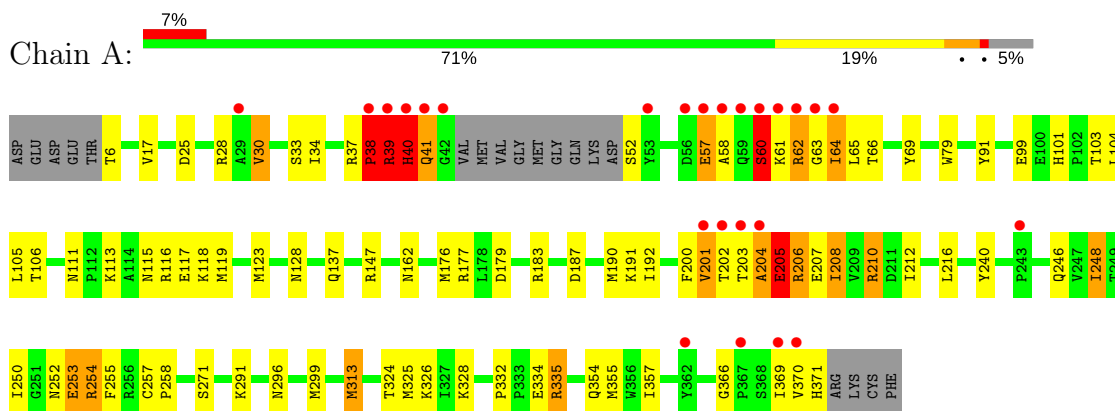 7%
Chain A:
71% 19% • • 5%
ASP GLU ASP GLU THR T6 V17 D25 R28 A29 V30 S33 I34 R37 P38 R39 H40 Q41 G42 VAL MET VAL GLY MET GLY GLN LYS ASP S52 Y53 D56 E57 A58 Q59 S60 K61 R62 G63 I64 L65 T66 Y69 W79 Y91 E99 E100 H101 P102 T103 L104
L105 T106 N111 P112 K113 A114 N115 R116 E117 K118 M119 M123 N128 Q137 R147 N162 M176 R177 L178 D179 R183 D187 M190 K191 I192 F200 V201 T202 T203 A204 E205 R206 E207 I208 V209 R210 D211 I212 L216 Y240 P243 Q246 V247 I248 T249
I250 G251 N252 E253 R254 F255 R256 C257 P258 S271 K291 N296 M299 M313 T324 M325 K326 I327 K328 P332 P333 E334 R335 Q354 M355 W356 I357 Y362 G366 P367 S368 I369 V370 H371 ARG LYS CYS PHE